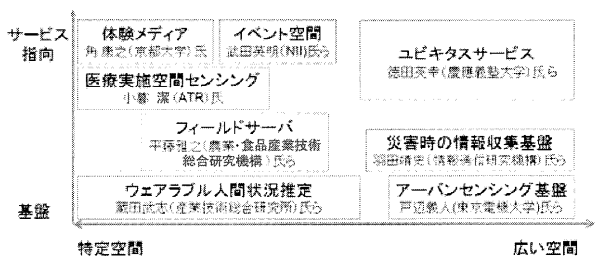 サービス指向
体験メディア
角 康之(京都大学)氏
イベント空間
武田英明(NII)氏ら
ユビキタスサービス
徳田英幸(慶應義塾大学)氏ら
医療実施空間センシング
小暮 潔(ATR)氏
フィールドサーバ
平藤雅之(農業・食品産業技術
総合研究機構)氏ら
災害時の情報収集基盤
羽田靖史(情報通信研究機構)氏ら
ウェアラブル人間状況推定
蔵田武志(産業技術総合研究所)氏ら
アーバンセンシング基盤
戸辺義人(東京電機大学)氏ら
基盤
特定空間
広い空間